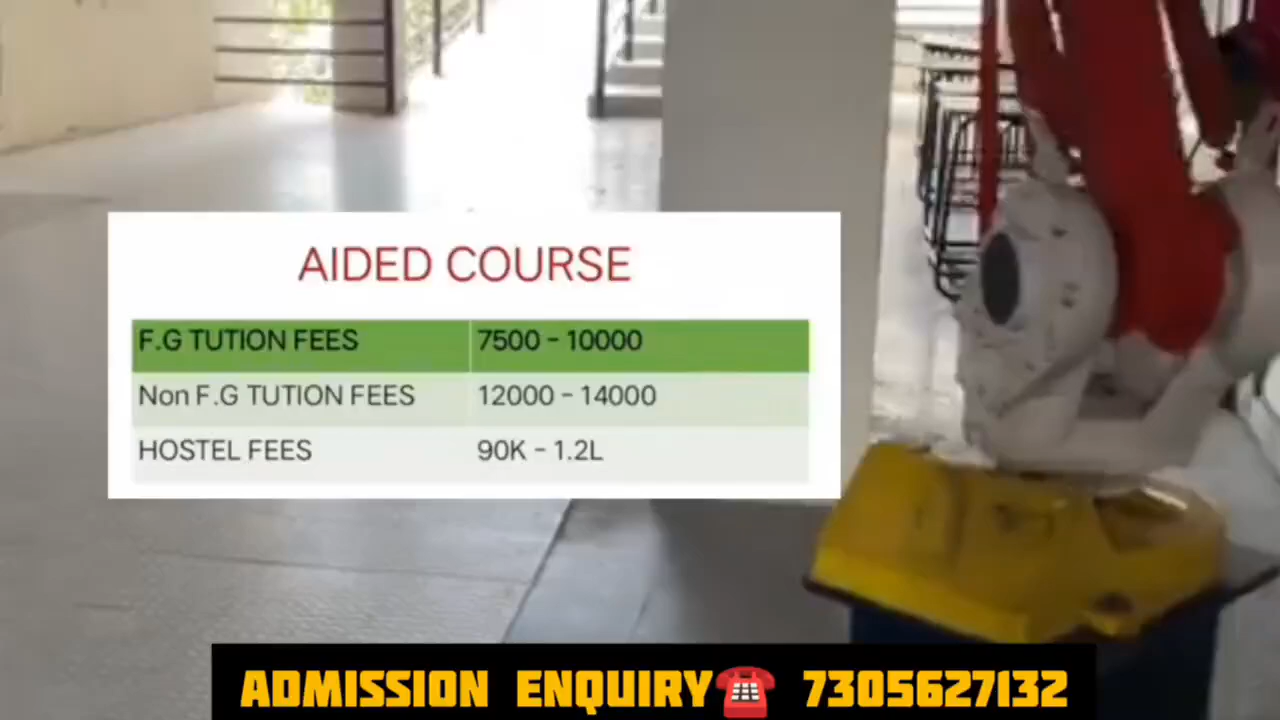 AIDED COURSE
F.G TUTION FEES 7500 - 10000
Non F.G TUTION FEES 12000 - 14000
HOSTEL FEES 90K - 1.2L
ADMISSION ENQUIRY☎️ 7305627132